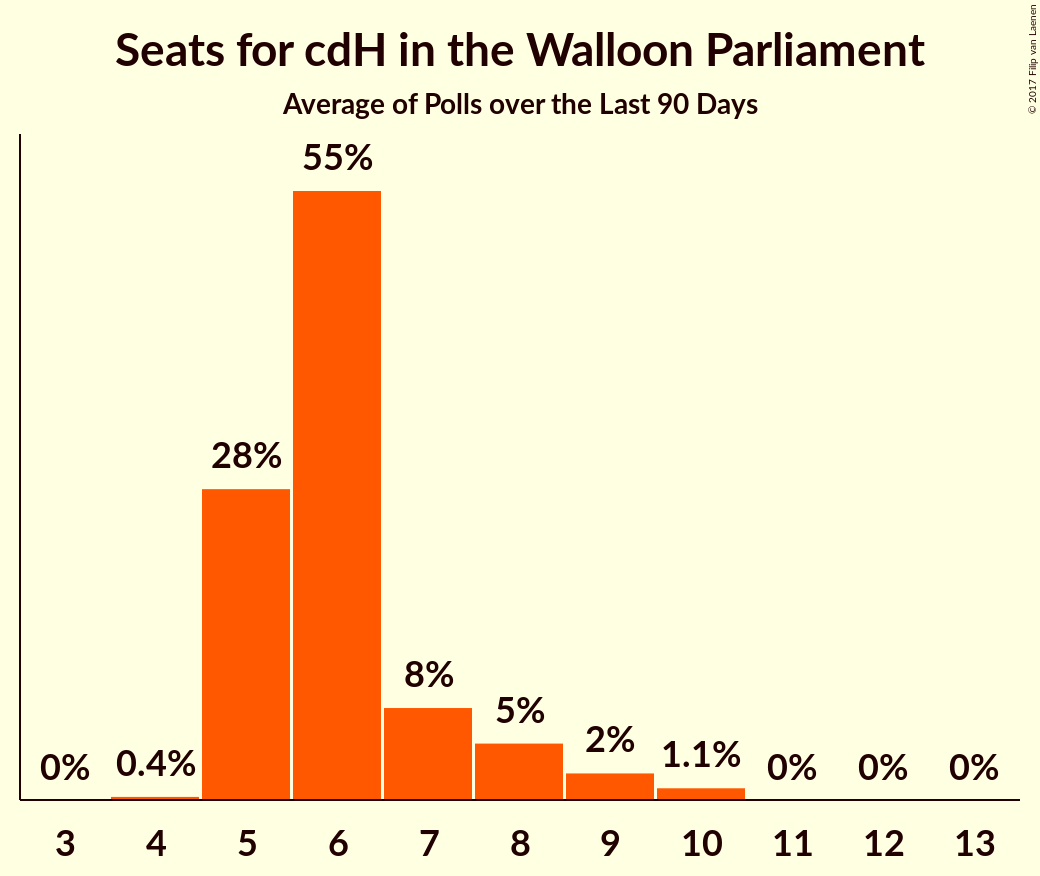 Seats for cdH in the Walloon Parliament
Average of Polls over the Last 90 Days
© 2017 Filip van Laenen
55%
28%
8%
5%
2%
1.1%
0%
0.4%
0%
0%
0%
3 4 5 6 7 8 9 10 11 12 13